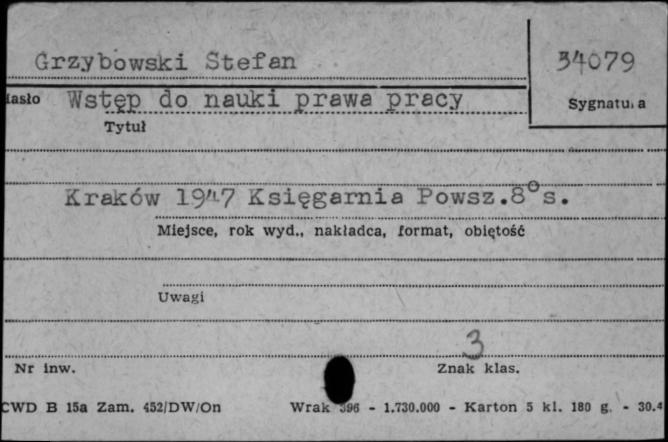 Grzybowski Stefan
34079
asło Wstęp do nauki prawa pracy
Sygnatura
Tytuł
Kraków 1947 Księgarnia Powsz.8° s.
Miejsce, rok wyd., nakładca, format, objętość
Uwagi
3
Nr inw.
Znak klas.
CWD B 15a Zam. 452/DW/On Wrak 396 - 1.730.000 - Karton 5 kl. 180 g. - 30.4